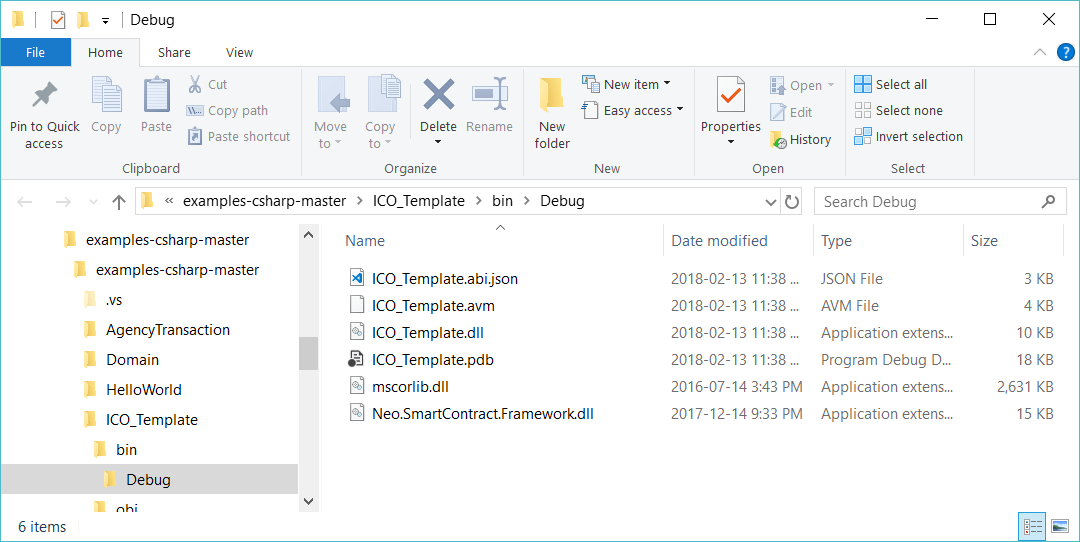 Debug
File Home Share View
Pin to Quick access
Copy
Paste
Cut
Copy path
Paste shortcut
Clipboard
Move to
Copy to
Delete
Rename
Organize
New folder
New item
Easy access
New
Properties
Open
Edit
History
Open
Select all
Select none
Invert selection
Select
« examples-csharp-master > ICO_Template > bin > Debug
Search Debug
examples-csharp-master
examples-csharp-master
.vs
AgencyTransaction
Domain
HelloWorld
ICO_Template
bin
Debug
obj
Name Date modified Type Size
ICO_Template.abi.json 2018-02-13 11:38 ... JSON File 3 KB
ICO_Template.avm 2018-02-13 11:38 ... AVM File 4 KB
ICO_Template.dll 2018-02-13 11:38 ... Application extens... 10 KB
ICO_Template.pdb 2018-02-13 11:38 ... Program Debug D... 18 KB
mscorlib.dll 2016-07-14 3:43 PM Application extens... 2,631 KB
Neo.SmartContract.Framework.dll 2017-12-14 9:33 PM Application extens... 15 KB
6 items